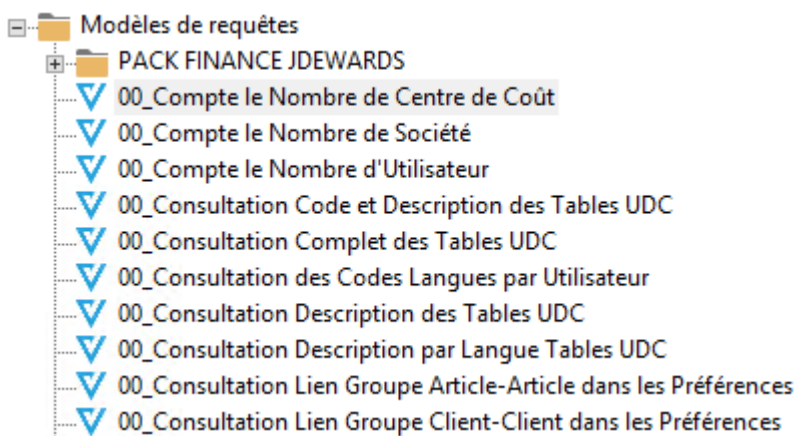 Modèles de requêtes
PACK FINANCE JDEWARDS
00_Compte le Nombre de Centre de Coût
00_Compte le Nombre de Société
00_Compte le Nombre d'Utilisateur
00_Consultation Code et Description des Tables UDC
00_Consultation Complet des Tables UDC
00_Consultation des Codes Langues par Utilisateur
00_Consultation Description des Tables UDC
00_Consultation Description par Langue Tables UDC
00_Consultation Lien Groupe Article-Article dans les Préférences
00_Consultation Lien Groupe Client-Client dans les Préférences